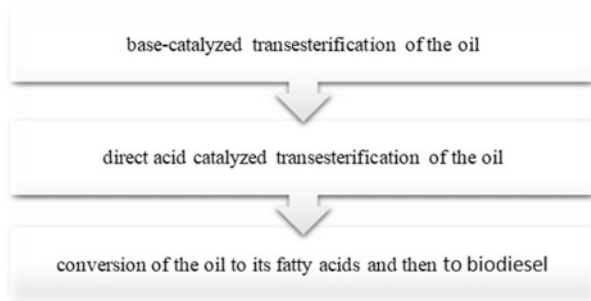 base-catalyzed transesterification of the oil
direct acid catalyzed transesterification of the oil
conversion of the oil to its fatty acids and then to biodiesel